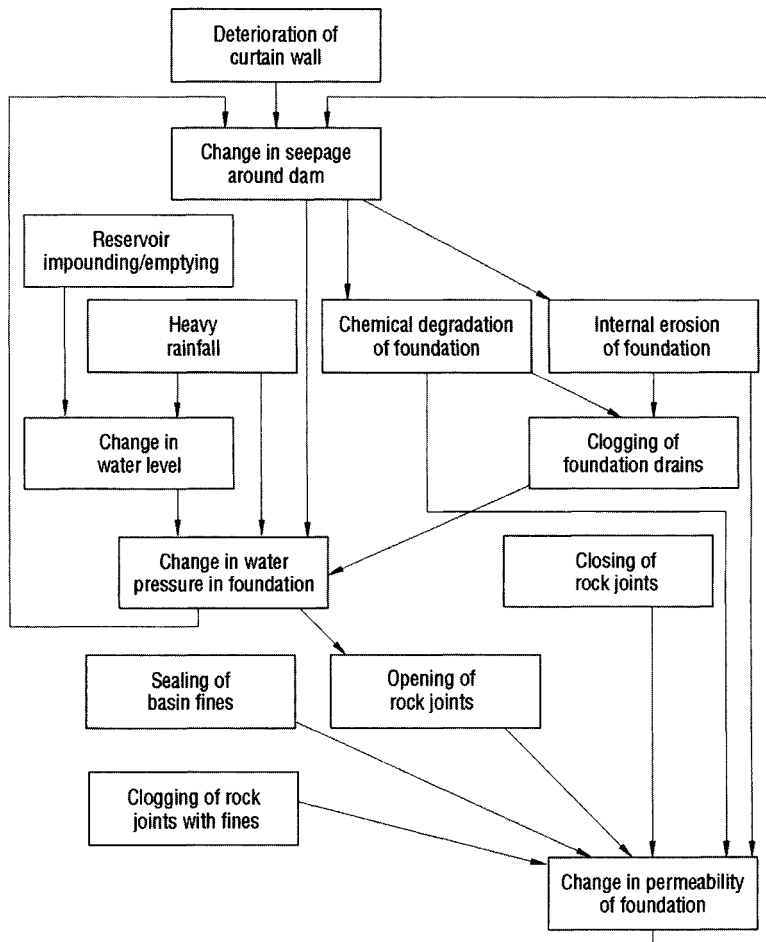 Deterioration of
curtain wall
Change in seepage
around dam
Reservoir
impounding/emptying
Heavy
rainfall
Chemical degradation
of foundation
Internal erosion
of foundation
Change in
water level
Clogging of
foundation drains
Change in water
pressure in foundation
Closing of
rock joints
Sealing of
basin fines
Opening of
rock joints
Clogging of rock
joints with fines
Change in permeability
of foundation